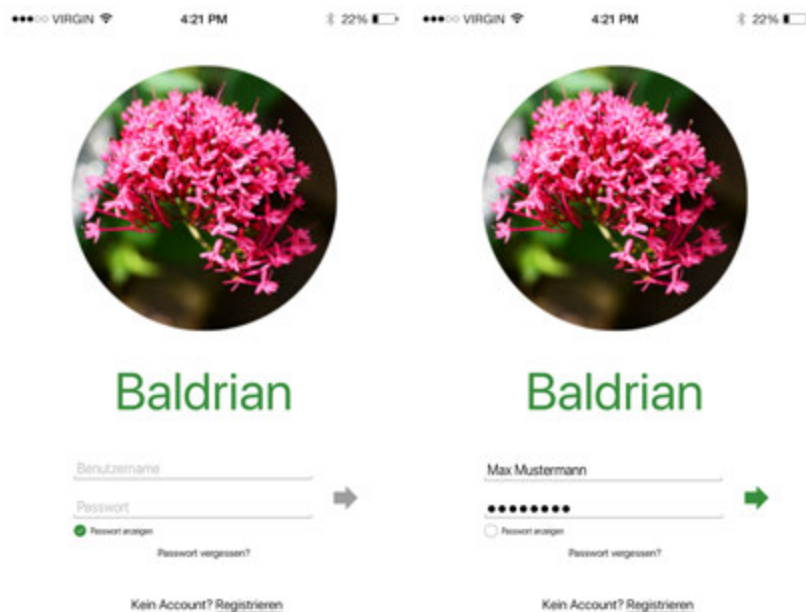 VIRGIN 4:21 PM 22%
Baldrian
Benutzername
Passwort
Passwort anzeigen
Passwort vergessen?
Kein Account? Registrieren
VIRGIN 4:21 PM 22%
Baldrian
Max Mustermann
Passwort anzeigen
Passwort vergessen?
Kein Account? Registrieren